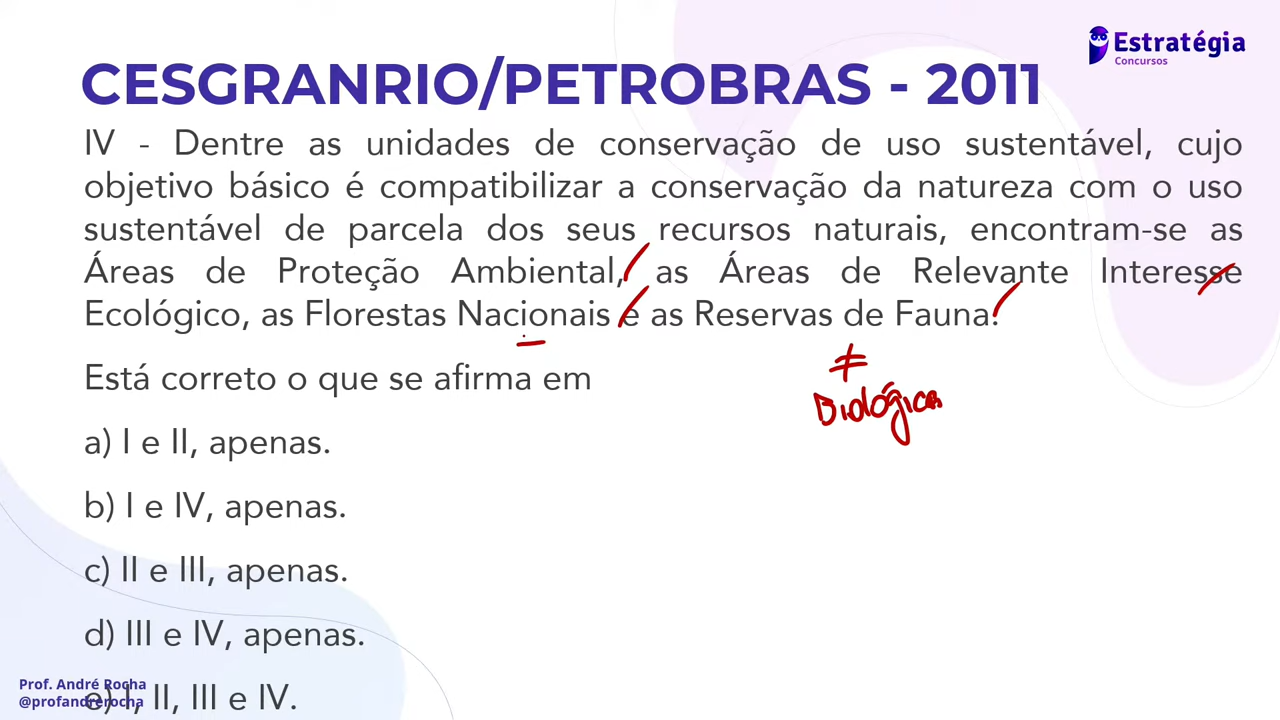 Estratégia
Concursos
CESGRANRIO/PETROBRAS - 2011
IV - Dentre as unidades de conservação de uso sustentável, cujo
objetivo básico é compatibilizar a conservação da natureza com o uso
sustentável de parcela dos seus recursos naturais, encontram-se as
Áreas de Proteção Ambiental, as Áreas de Relevante Interesse
Ecológico, as Florestas Nacionais e as Reservas de Fauna.
≠
Biológica
Está correto o que se afirma em
a) I e II, apenas.
b) I e IV, apenas.
c) II e III, apenas.
d) III e IV, apenas.
e) I, II, III e IV.
Prof. André Rocha
@profandrerocha